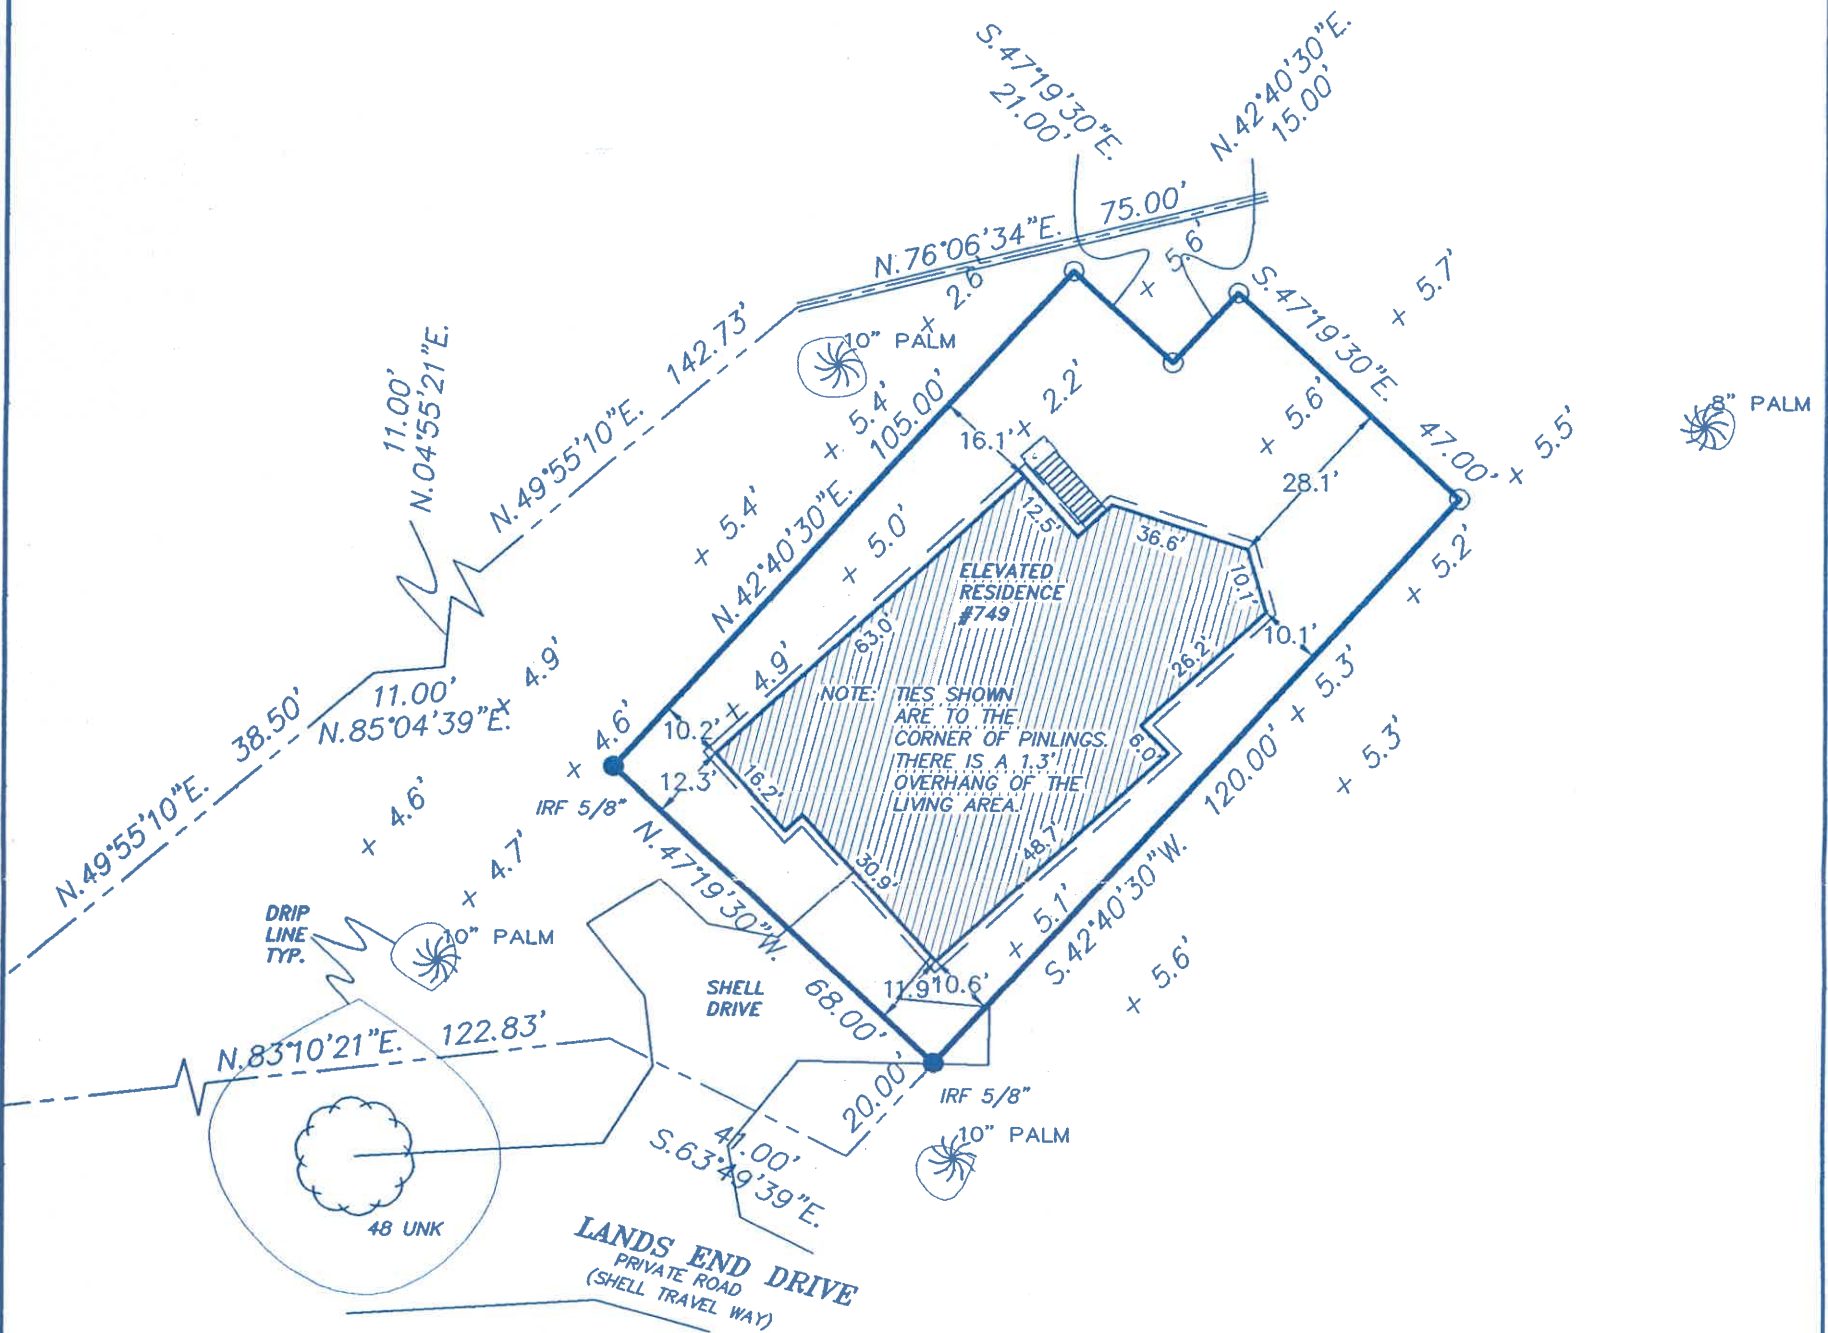 S.47°19'30"E.
21.00'
N.42°40'30"E.
15.00'
N.76°06'34"E.
75.00'
+ 5.6'
+ 2.6'
S.47°19'30"E.
47.00'
+ 5.7'
10" PALM
142.73'
N.49°55'10"E.
11.00'
N.04°55'21"E.
+ 5.4'
105.00'
N.42°40'30"E.
+ 2.2'
16.1'
+ 5.6'
28.1'
+ 5.5'
8" PALM
+ 5.4'
+ 5.0'
12.5'
36.6'
10.1'
+ 5.2'
ELEVATED
RESIDENCE
#749
63.0'
10.1'
26.2'
+ 4.9'
+ 4.9'
11.00'
N.85°04'39"E.
38.50'
N.49°55'10"E.
NOTE: TIES SHOWN
ARE TO THE
CORNER OF PINLINGS.
THERE IS A 1.3'
OVERHANG OF THE
LIVING AREA.
6.0'
+ 5.3'
+ 5.3'
+ 4.6'
10.2'
12.3'
16.2'
IRF 5/8"
N.47°19'30"W.
68.00'
30.9'
48.7'
120.00'
S.42°40'30"W.
+ 4.6'
+ 4.7'
DRIP
LINE
TYP.
10" PALM
+ 5.1'
+ 5.6'
SHELL
DRIVE
11.9'
10.6'
N.83°10'21"E.
122.83'
20.00'
IRF 5/8"
10" PALM
41.00'
S.63°49'39"E.
48 UNK
LANDS END DRIVE
PRIVATE ROAD
(SHELL TRAVEL WAY)